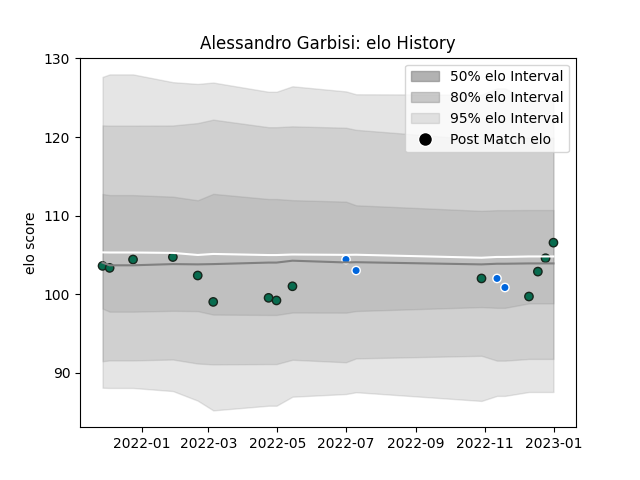 Alessandro Garbisi: elo History
130
120
110
100
90
elo score
50% elo Interval
80% elo Interval
95% elo Interval
Post Match elo
2022-01
2022-03
2022-05
2022-07
2022-09
2022-11
2023-01